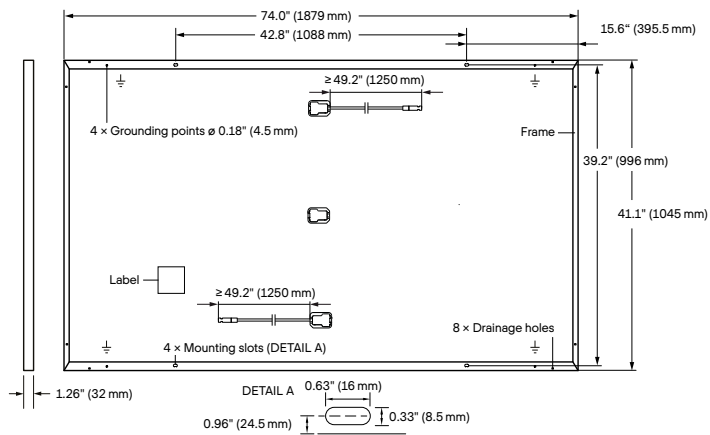 74.0" (1879 mm)
42.8" (1088 mm)
15.6“ (395.5 mm)
≥ 49.2" (1250 mm)
4 × Grounding points ø 0.18" (4.5 mm)
Frame
39.2" (996 mm)
41.1" (1045 mm)
Label
≥ 49.2" (1250 mm)
8 × Drainage holes
4 × Mounting slots (DETAIL A)
1.26" (32 mm)
DETAIL A
0.63" (16 mm)
0.96" (24.5 mm)
0.33" (8.5 mm)